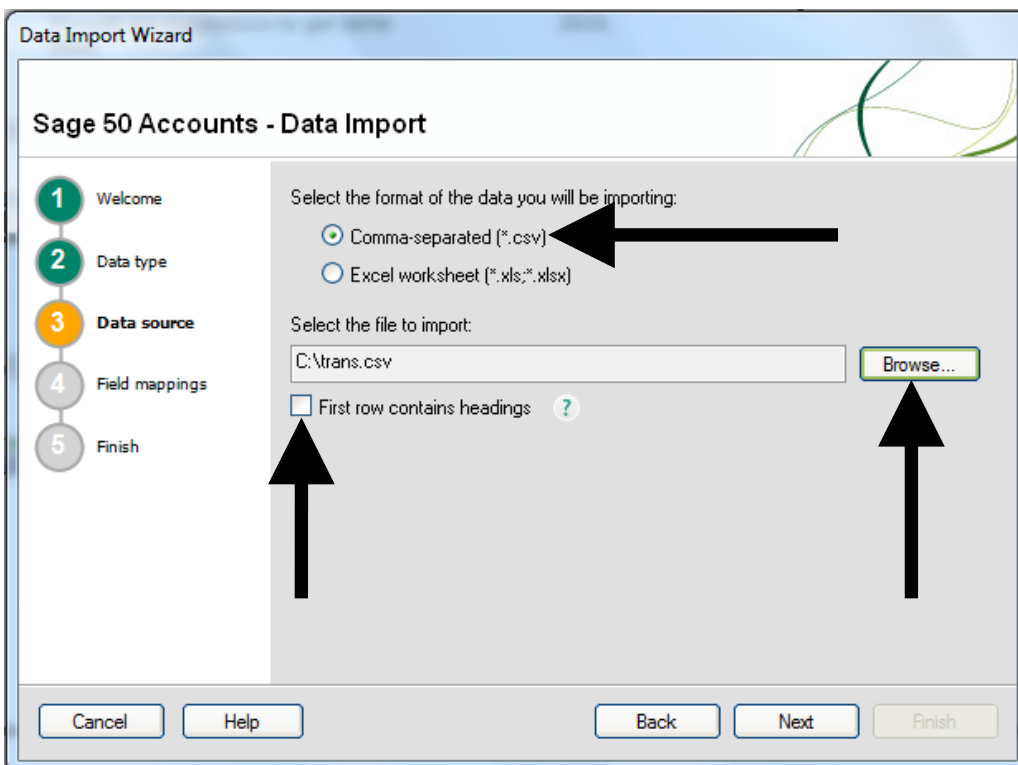 Data Import Wizard
Sage 50 Accounts - Data Import
1 Welcome
2 Data type
3 Data source
4 Field mappings
5 Finish
Select the format of the data you will be importing:
Comma-separated (*.csv)
Excel worksheet (*.xls;*.xlsx)
Select the file to import:
C:\trans.csv
Browse...
First row contains headings ?
Cancel Help Back Next Finish